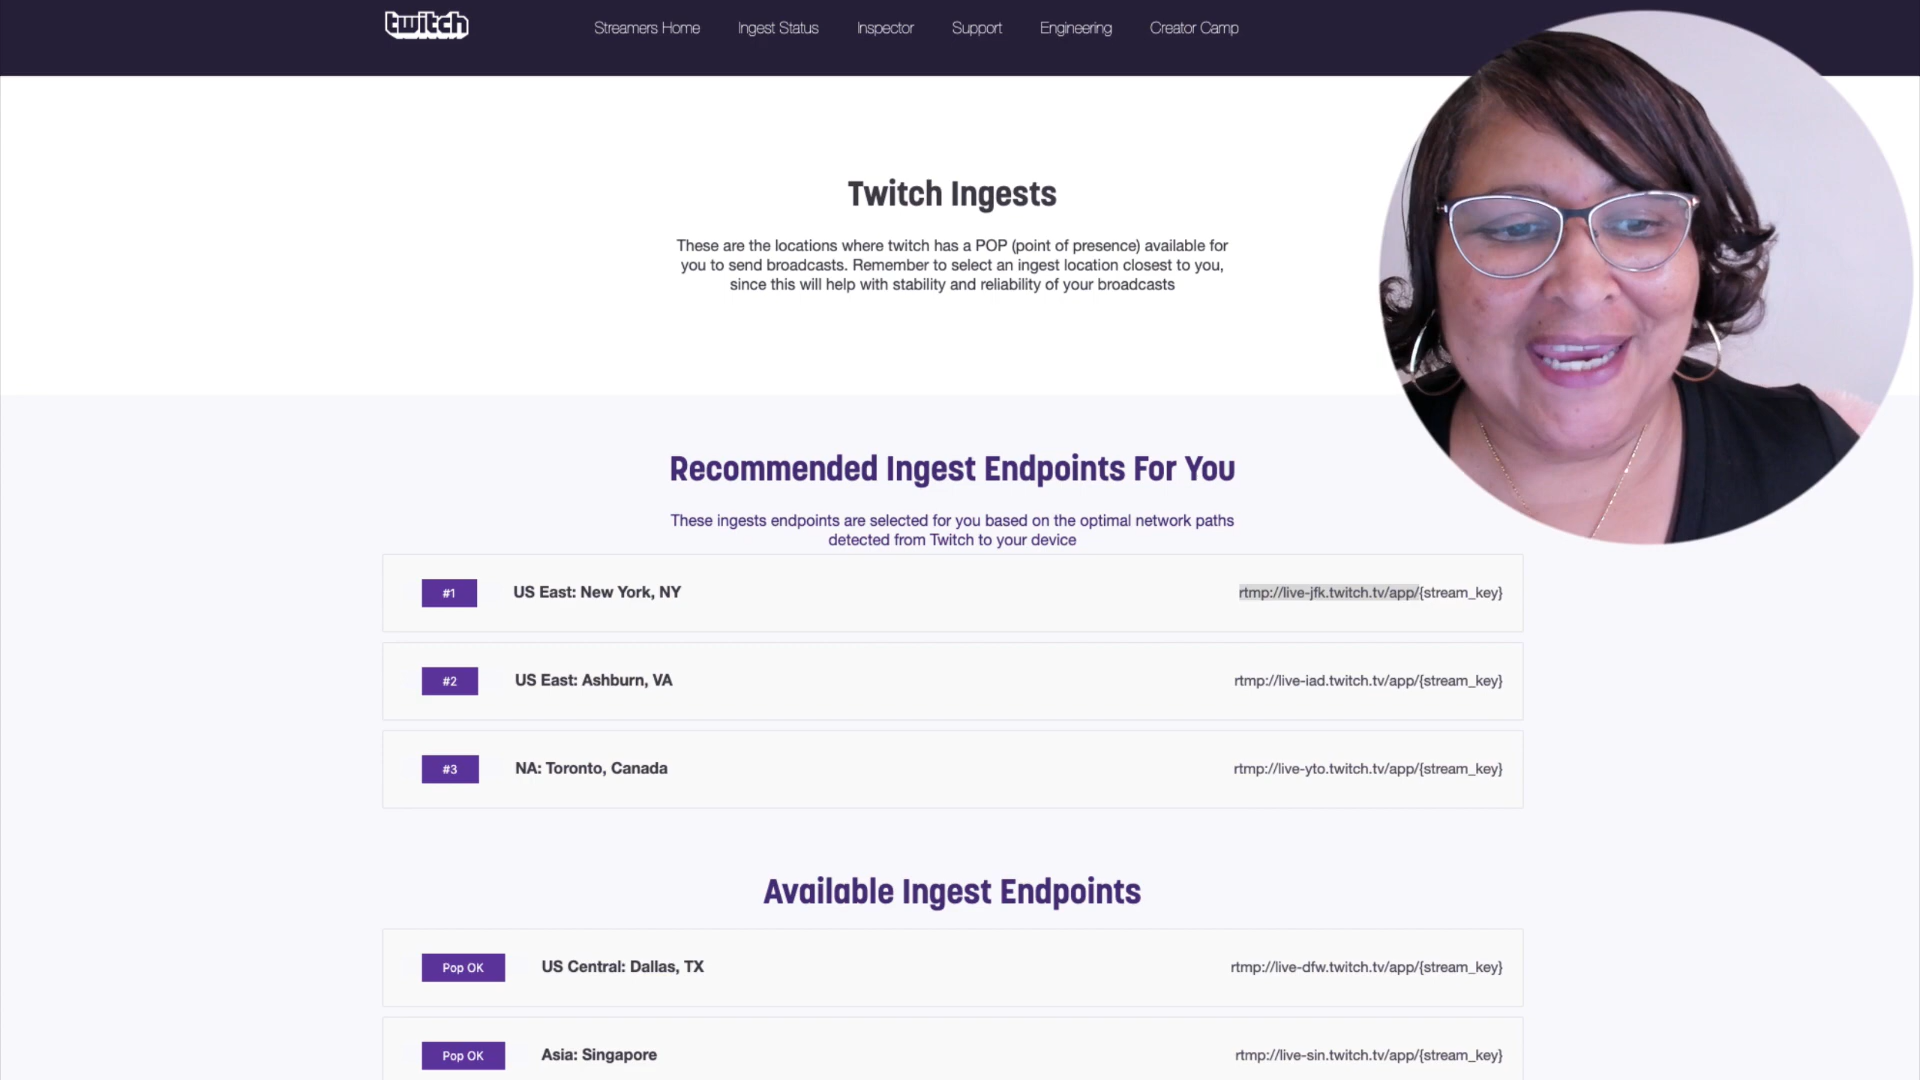 twitch
Streamers Home
Ingest Status
Inspector
Support
Engineering
Creator Camp
Twitch Ingests
These are the locations where twitch has a POP (point of presence) available for
you to send broadcasts. Remember to select an ingest location closest to you,
since this will help with stability and reliability of your broadcasts
Recommended Ingest Endpoints For You
These ingests endpoints are selected for you based on the optimal network paths
detected from Twitch to your device
#1 US East: New York, NY rtmp://live-jfk.twitch.tv/app/{stream_key}
#2 US East: Ashburn, VA rtmp://live-iad.twitch.tv/app/{stream_key}
#3 NA: Toronto, Canada rtmp://live-yto.twitch.tv/app/{stream_key}
Available Ingest Endpoints
Pop OK US Central: Dallas, TX rtmp://live-dfw.twitch.tv/app/{stream_key}
Pop OK Asia: Singapore rtmp://live-sin.twitch.tv/app/{stream_key}